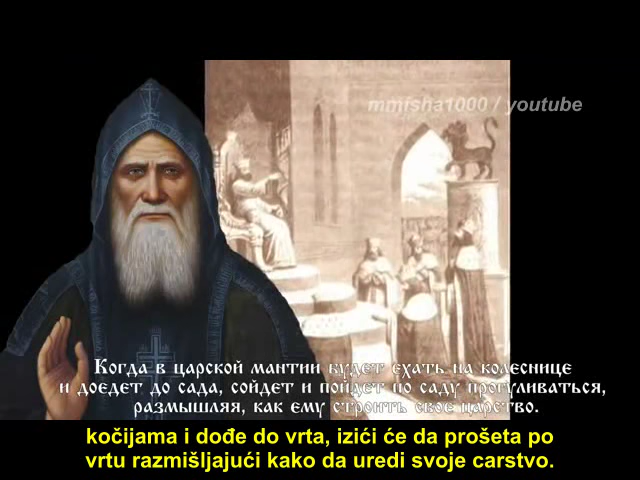 mmisha1000 / youtube
Когда в царской мантии будет ехать на колеснице
и доедет до сада, сойдет и пойдет по саду прогуливаться,
размышляя, как ему строить свое царство.
kočijama i dođe do vrta, izići će da prošeta po
vrtu razmišljajući kako da uredi svoje carstvo.